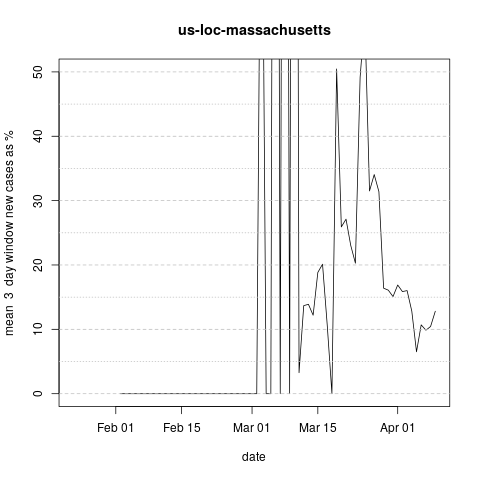 us-loc-massachusetts
mean 3 day window new cases as %
50
40
30
20
10
0
Feb 01 Feb 15 Mar 01 Mar 15 Apr 01
date